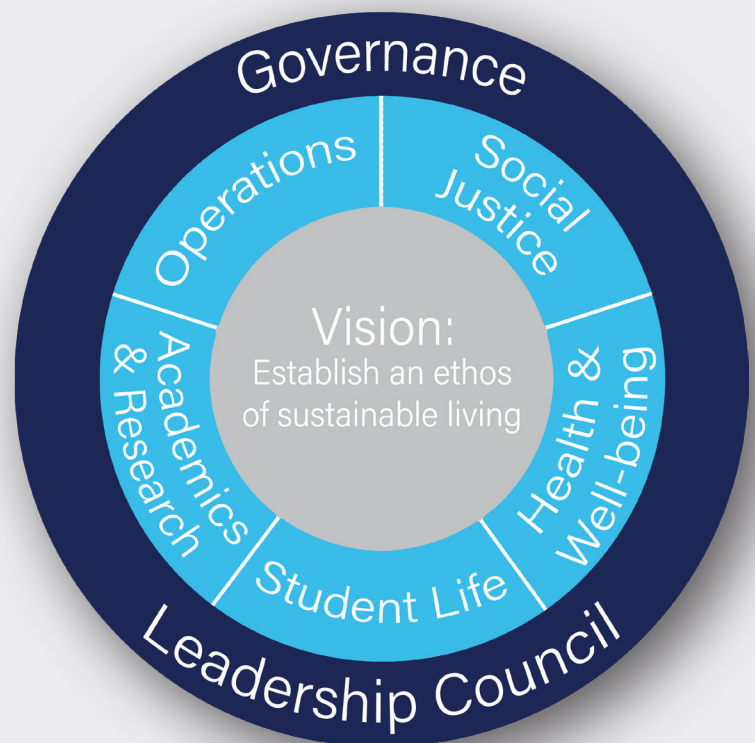 Governance
Operations
Social
Justice
Vision:
Establish an ethos
of sustainable living
Academics
& Research
Health &
Well-being
Student Life
Leadership Council